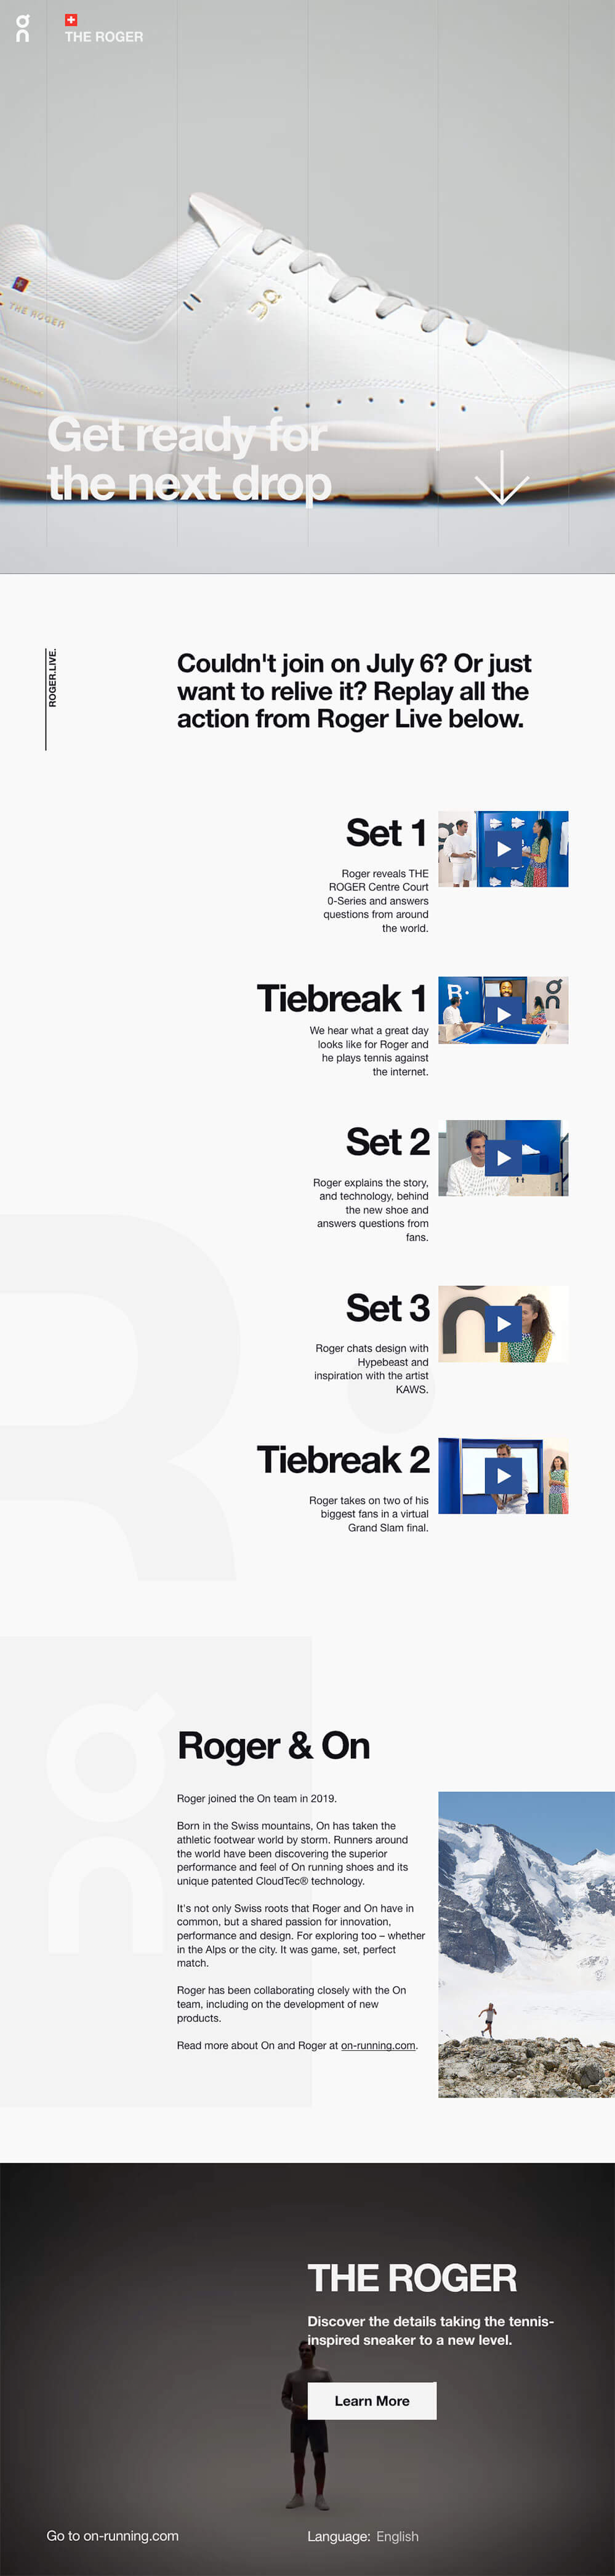 on
THE ROGER
THE ROGER
Get ready for
the next drop
ROGER.LIVE.
Couldn't join on July 6? Or just
want to relive it? Replay all the
action from Roger Live below.
Set 1
Roger reveals THE
ROGER Centre Court
0-Series and answers
questions from around
the world.
Tiebreak 1
R.
on
We hear what a great day
looks like for Roger and
he plays tennis against
the internet.
Set 2
Roger explains the story,
and technology, behind
the new shoe and
answers questions from
fans.
Set 3
Roger chats design with
Hypebeast and
inspiration with the artist
KAWS.
Tiebreak 2
Roger takes on two of his
biggest fans in a virtual
Grand Slam final.
R.
on
Roger & On
Roger joined the On team in 2019.
Born in the Swiss mountains, On has taken the
athletic footwear world by storm. Runners around
the world have been discovering the superior
performance and feel of On running shoes and its
unique patented CloudTec® technology.
It's not only Swiss roots that Roger and On have in
common, but a shared passion for innovation,
performance and design. For exploring too – whether
in the Alps or the city. It was game, set, perfect
match.
Roger has been collaborating closely with the On
team, including on the development of new
products.
Read more about On and Roger at on-running.com.
THE ROGER
Discover the details taking the tennis-
inspired sneaker to a new level.
Learn More
Go to on-running.com
Language: English